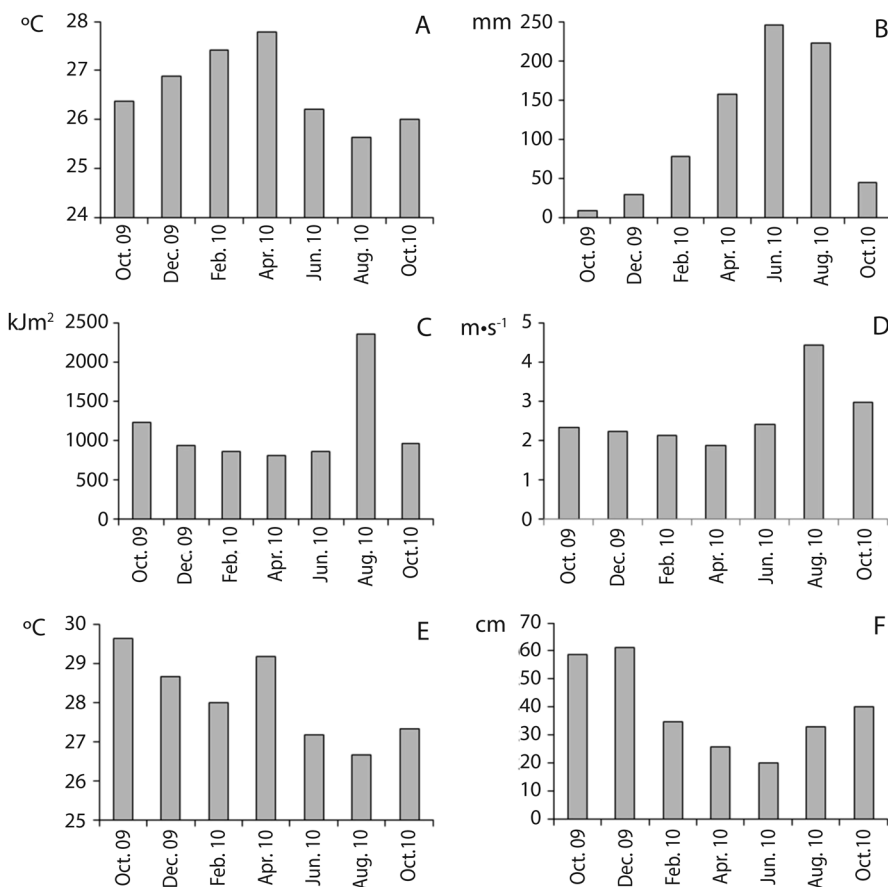 ºC
A
28
27
26
25
24
Oct. 09
Dec. 09
Feb. 10
Apr. 10
Jun. 10
Aug. 10
Oct.10
mm
B
250
200
150
100
50
0
Oct. 09
Dec. 09
Feb. 10
Apr. 10
Jun. 10
Aug. 10
Oct.10
kJm²
C
2500
2000
1500
1000
500
0
Oct. 09
Dec. 09
Feb. 10
Apr. 10
Jun. 10
Aug. 10
Oct.10
m•s⁻¹
D
5
4
3
2
1
0
Oct. 09
Dec. 09
Feb. 10
Apr. 10
Jun. 10
Aug. 10
Oct.10
ºC
E
30
29
28
27
26
25
Oct. 09
Dec. 09
Feb. 10
Apr. 10
Jun. 10
Aug. 10
Oct.10
cm
F
70
60
50
40
30
20
10
0
Oct. 09
Dec. 09
Feb. 10
Apr. 10
Jun. 10
Aug. 10
Oct.10